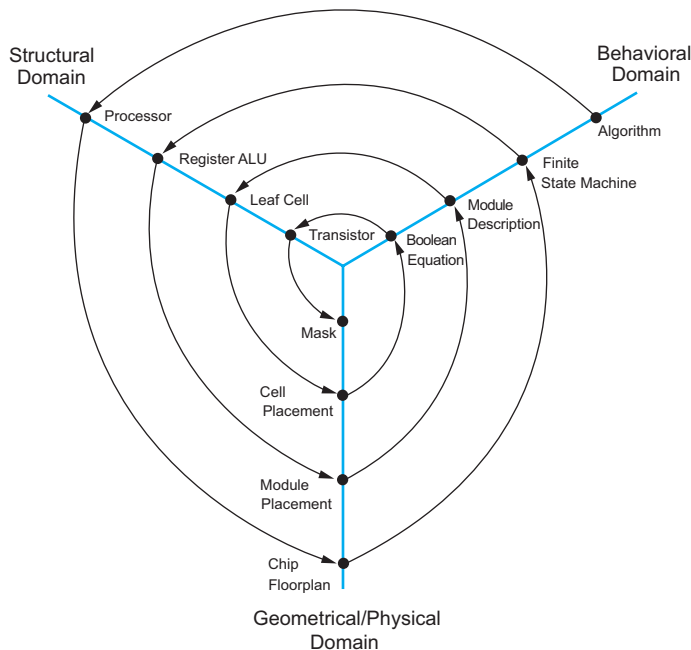 Structural
Domain
Behavioral
Domain
Processor
Algorithm
Register ALU
Finite
State Machine
Leaf Cell
Module
Description
Transistor
Boolean
Equation
Mask
Cell
Placement
Module
Placement
Chip
Floorplan
Geometrical/Physical
Domain